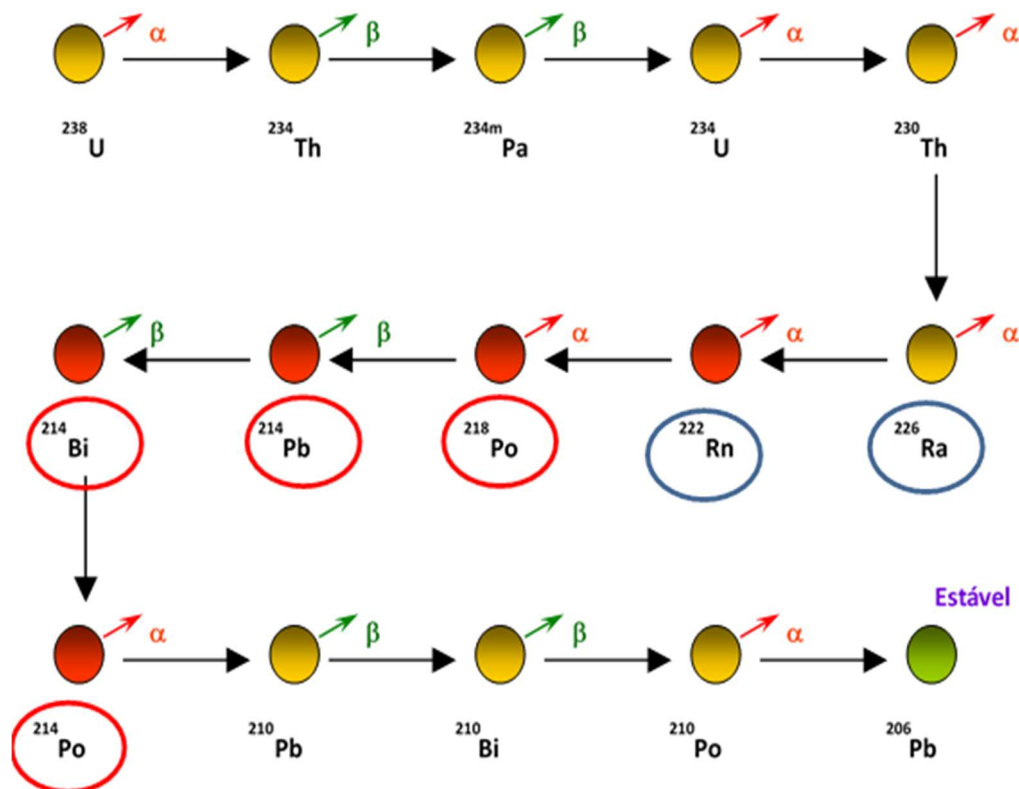 α β β α α
238U 234Th 234mPa 234U 230Th
β β α α α
214Bi 214Pb 218Po 222Rn 226Ra
Estável
α β β α
214Po 210Pb 210Bi 210Po 206Pb